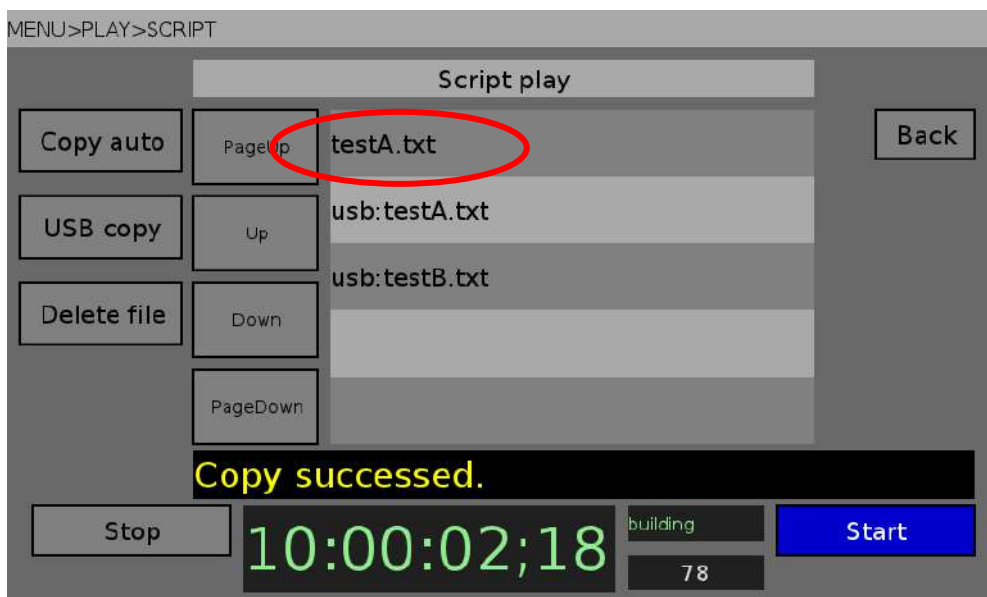 MENU>PLAY>SCRIPT
Script play
Copy auto
PageUp
testA.txt
Back
USB copy
Up
usb:testA.txt
usb:testB.txt
Delete file
Down
PageDown
Copy successed.
Stop
10:00:02;18
building
78
Start